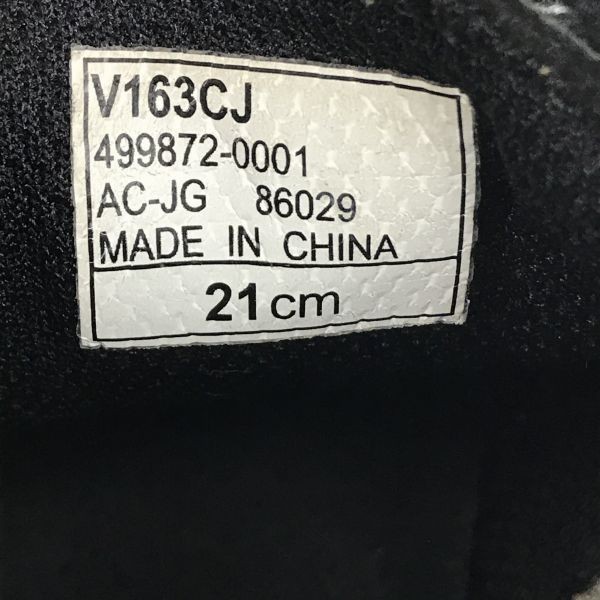 V163CJ
499872-0001
AC-JG 86029
MADE IN CHINA
21cm